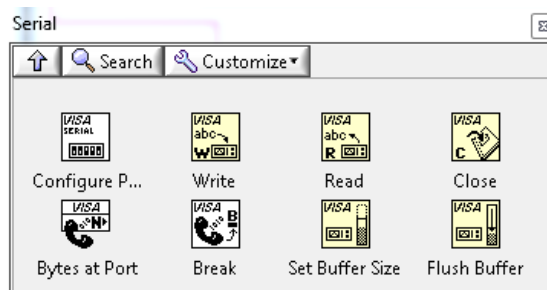 Serial
Search Customize
VISA SERIAL
VISA abc W
VISA abc R
VISA C
Configure P... Write Read Close
VISA N
VISA B
VISA
VISA
Bytes at Port Break Set Buffer Size Flush Buffer